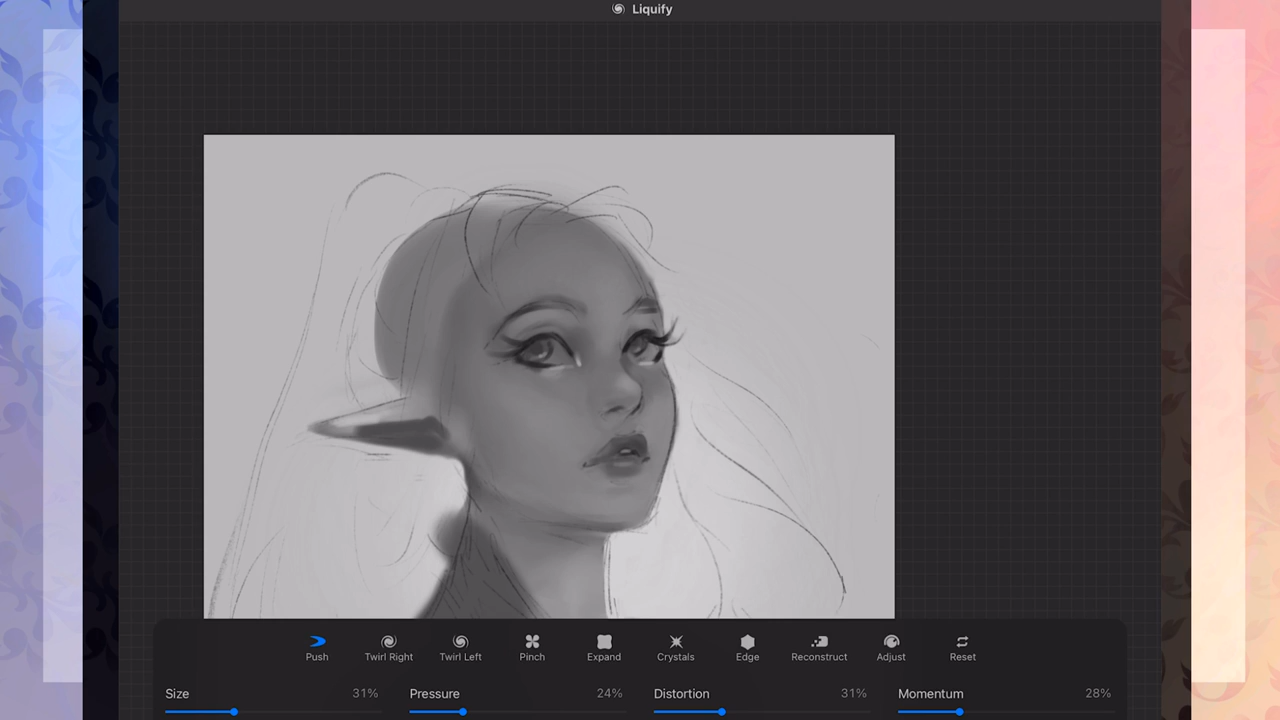 Liquify
Push Twirl Right Twirl Left Pinch Expand Crystals Edge Reconstruct Adjust Reset
Size 31% Pressure 24% Distortion 31% Momentum 28%